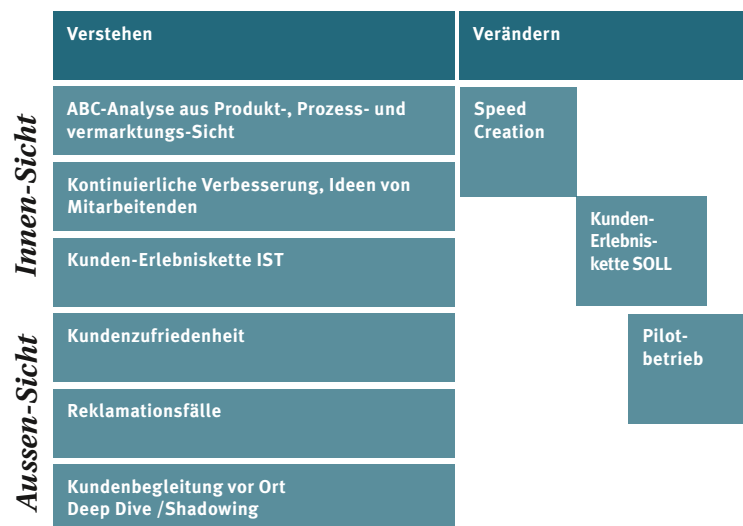 Verstehen
Verändern
Innen-Sicht
ABC-Analyse aus Produkt-, Prozess- und
vermarktungs-Sicht
Kontinuierliche Verbesserung, Ideen von
Mitarbeitenden
Kunden-Erlebniskette IST
Speed
Creation
Kunden-
Erlebnis-
kette SOLL
Aussen-Sicht
Kundenzufriedenheit
Reklamationsfälle
Kundenbegleitung vor Ort
Deep Dive /Shadowing
Pilot-
betrieb